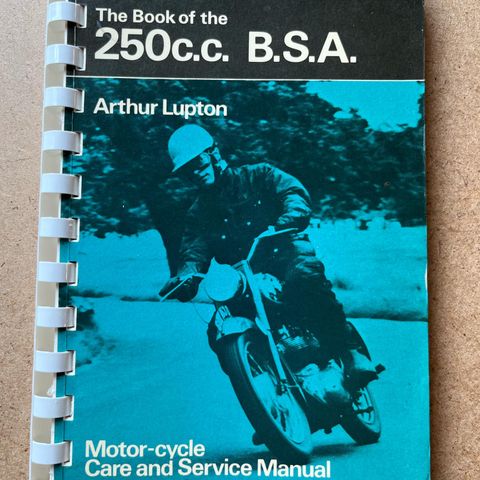 The Book of the
250c.c. B.S.A.
Arthur Lupton
Motor-cycle
Care and Service Manual